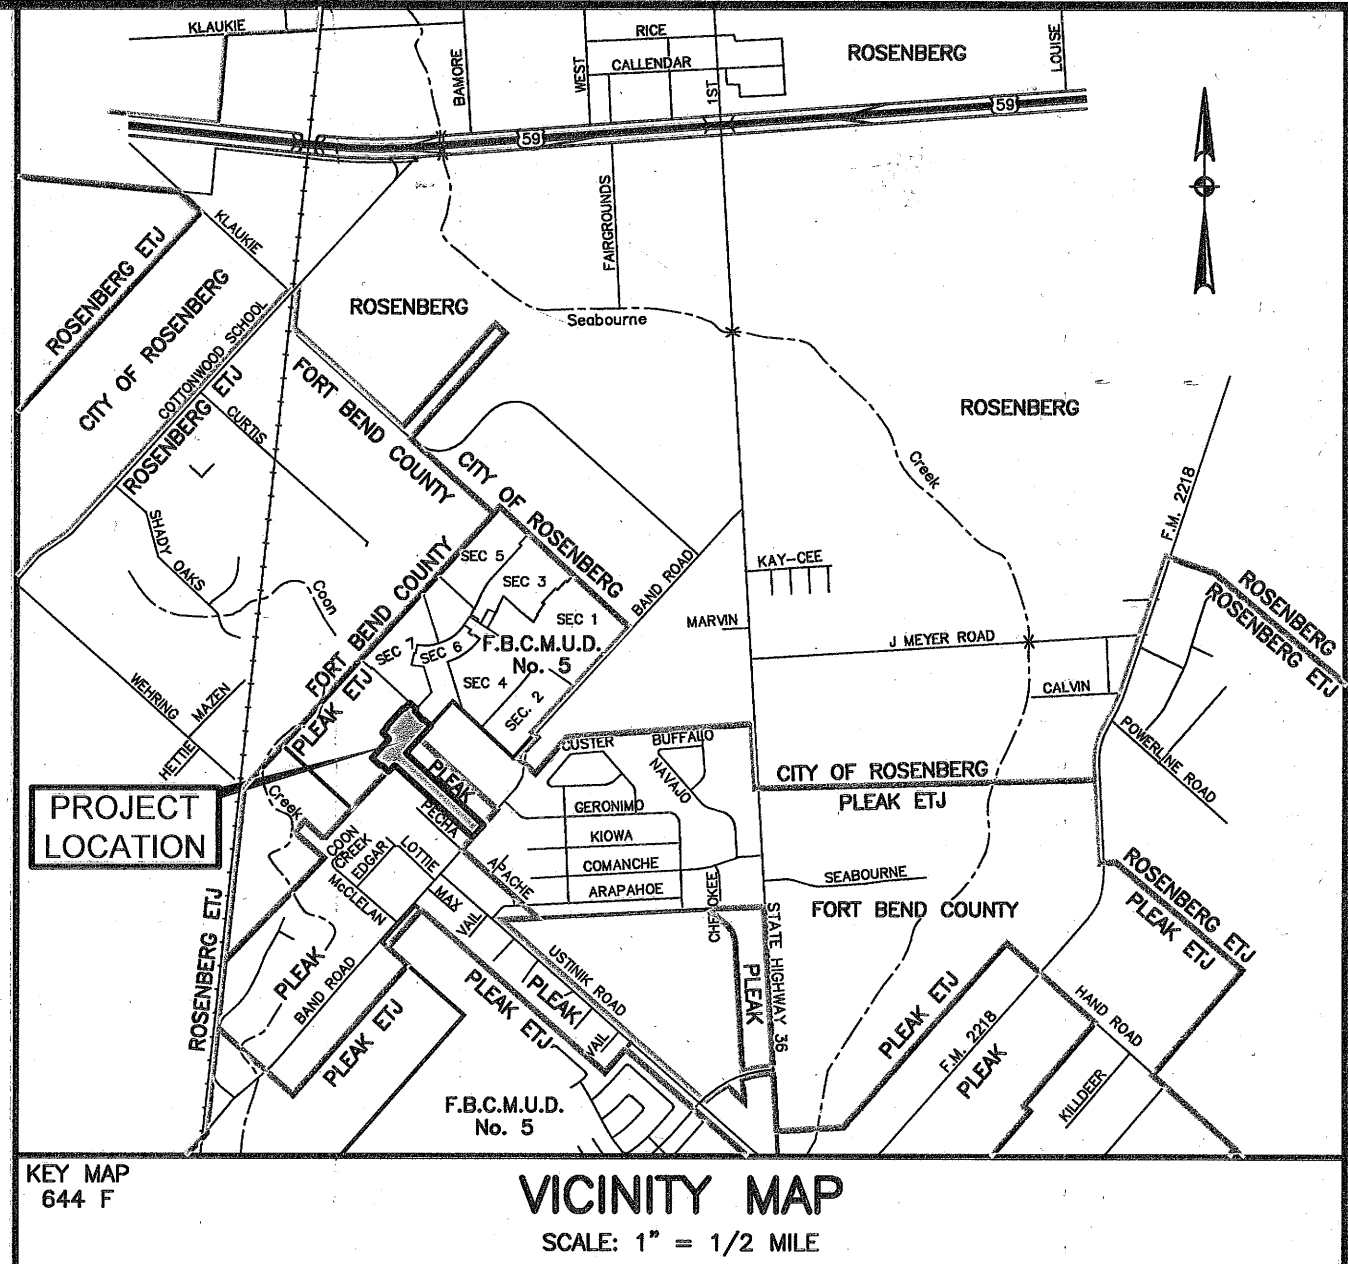 KLAUKIE
BAMORE
WEST
RICE
CALLENDAR
1ST
ROSENBERG
LOUISE
59
59
ROSENBERG ETJ
KLAUKIE
CITY OF ROSENBERG
COTTONWOOD SCHOOL
ROSENBERG ETJ
ROSENBERG
FAIRGROUNDS
Seabourne
ROSENBERG
Creek
F.M. 2218
CURTIS
FORT BEND COUNTY
CITY OF ROSENBERG
SHADY OAKS
Coon
FORT BEND COUNTY
PLEAK ETJ
SEC 5
SEC 3
SEC 1
F.B.C.M.U.D.
No. 5
SEC 7
SEC 6
SEC 4
SEC. 2
BAND ROAD
KAY-CEE
MARVIN
J MEYER ROAD
CALVIN
ROSENBERG
ROSENBERG ETJ
POWERLINE ROAD
WEHRING
MAZEN
HETTIE
Creek
PROJECT
LOCATION
PLEAK
PECHA
CUSTER
BUFFALO
NAVAJO
GERONIMO
KIOWA
COMANCHE
ARAPAHOE
CHEROKEE
APACHE
CITY OF ROSENBERG
PLEAK ETJ
SEABOURNE
FORT BEND COUNTY
COON
CREEK
EDGAR
LOTTIE
McCLELAN
MAX
VAIL
ROSENBERG ETJ
PLEAK
BAND ROAD
PLEAK ETJ
PLEAK ETJ
PLEAK
USTINIK ROAD
VAIL
PLEAK
STATE HIGHWAY 36
ROSENBERG ETJ
PLEAK ETJ
PLEAK ETJ
F.M. 2218
PLEAK
HAND ROAD
KILLDEER
F.B.C.M.U.D.
No. 5
KEY MAP
644 F
VICINITY MAP
SCALE: 1" = 1/2 MILE